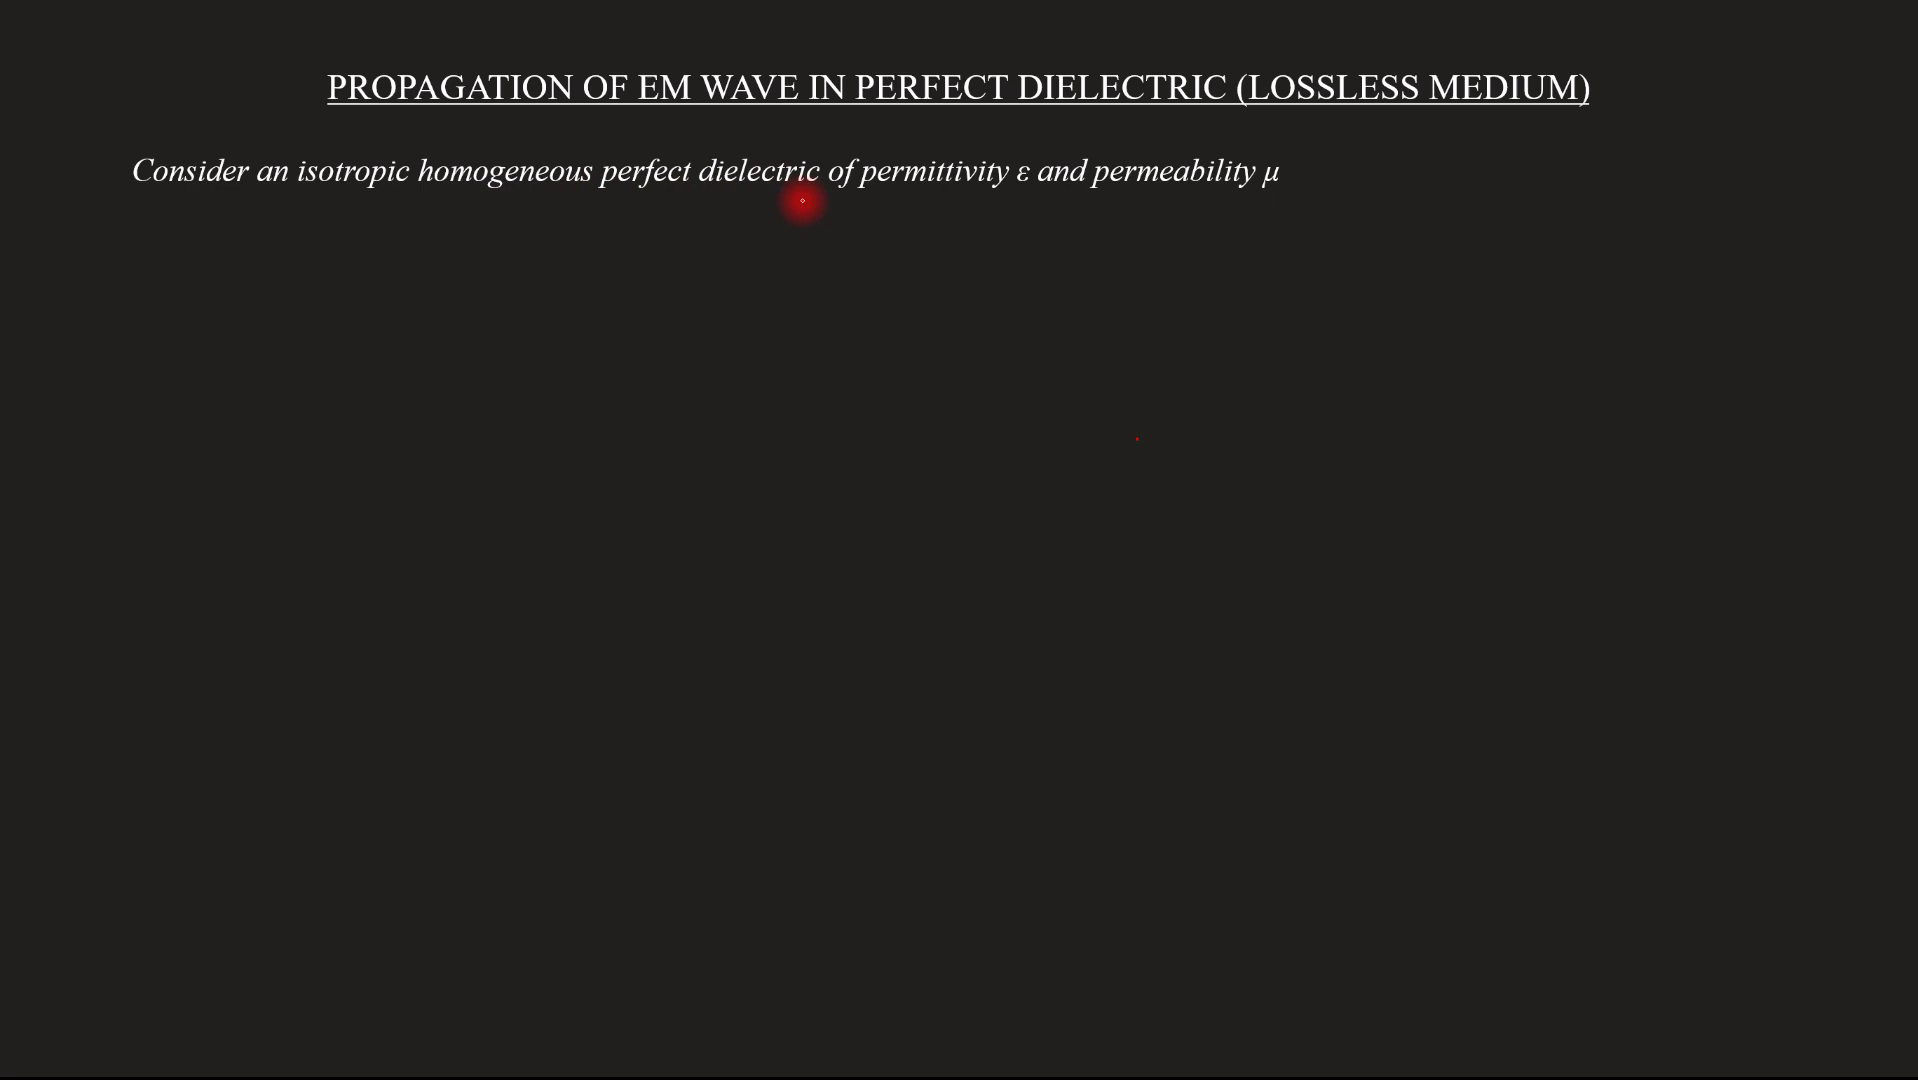 PROPAGATION OF EM WAVE IN PERFECT DIELECTRIC (LOSSLESS MEDIUM)
Consider an isotropic homogeneous perfect dielectric of permittivity ε and permeability μ